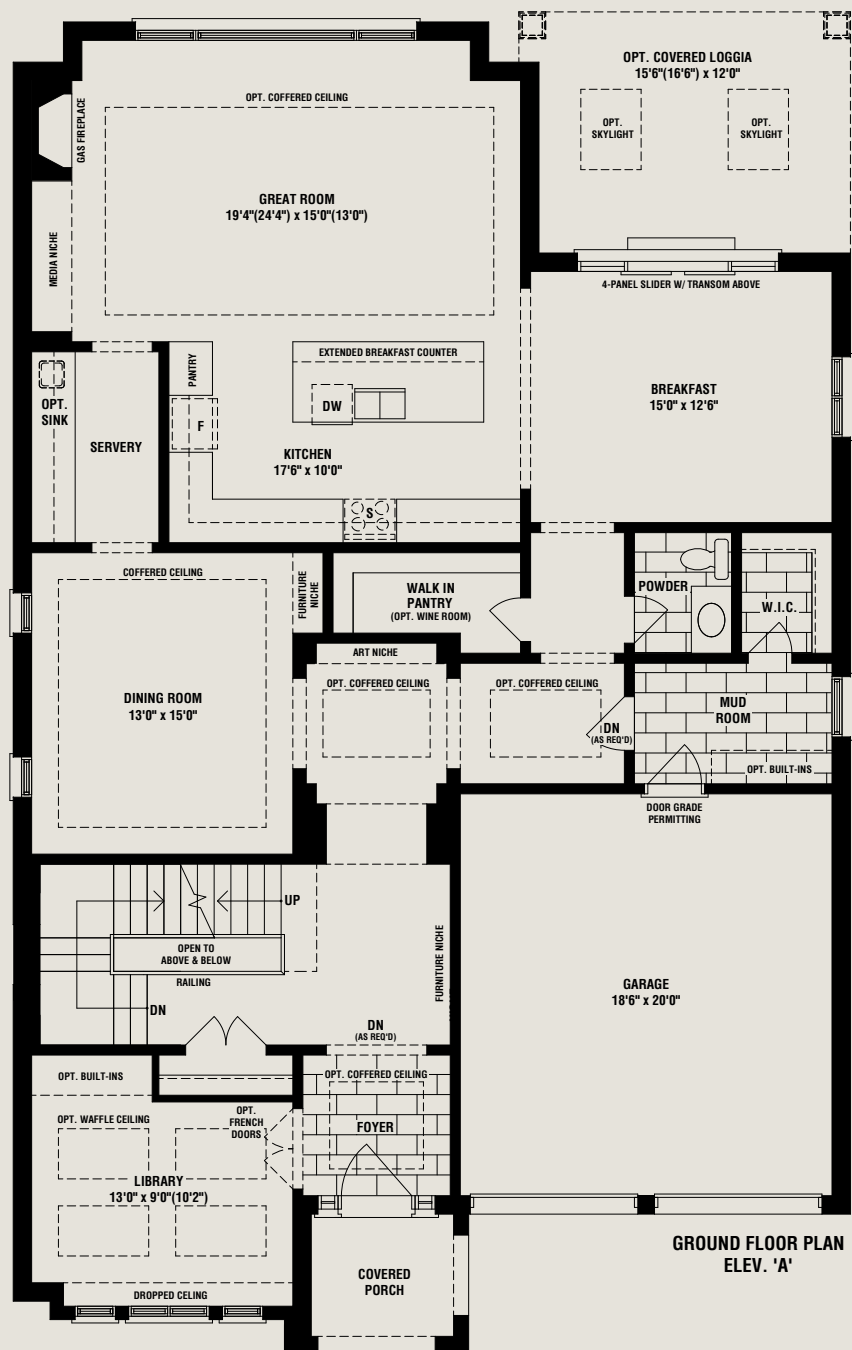 OPT. COVERED LOGGIA
15'6"(16'6") x 12'0"
OPT. COFFERED CEILING
GAS FIREPLACE
OPT.
SKYLIGHT
OPT.
SKYLIGHT
GREAT ROOM
19'4"(24'4") x 15'0"(13'0")
MEDIA NICHE
4-PANEL SLIDER W/ TRANSOM ABOVE
EXTENDED BREAKFAST COUNTER
PANTRY
BREAKFAST
15'0" x 12'6"
OPT.
SINK
DW
F
SERVERY
KITCHEN
17'6" x 10'0"
S
COFFERED CEILING
FURNITURE
NICHE
WALK IN
PANTRY
(OPT. WINE ROOM)
POWDER
W.I.C.
ART NICHE
OPT. COFFERED CEILING
OPT. COFFERED CEILING
DINING ROOM
13'0" x 15'0"
MUD
ROOM
DN
(AS REQ'D)
OPT. BUILT-INS
DOOR GRADE
PERMITTING
UP
OPEN TO
ABOVE & BELOW
RAILING
FURNITURE NICHE
GARAGE
18'6" x 20'0"
DN
DN
(AS REQ'D)
OPT. BUILT-INS
OPT. COFFERED CEILING
OPT. WAFFLE CEILING
OPT.
FRENCH
DOORS
FOYER
LIBRARY
13'0" x 9'0"(10'2")
GROUND FLOOR PLAN
ELEV. 'A'
COVERED
PORCH
DROPPED CELING